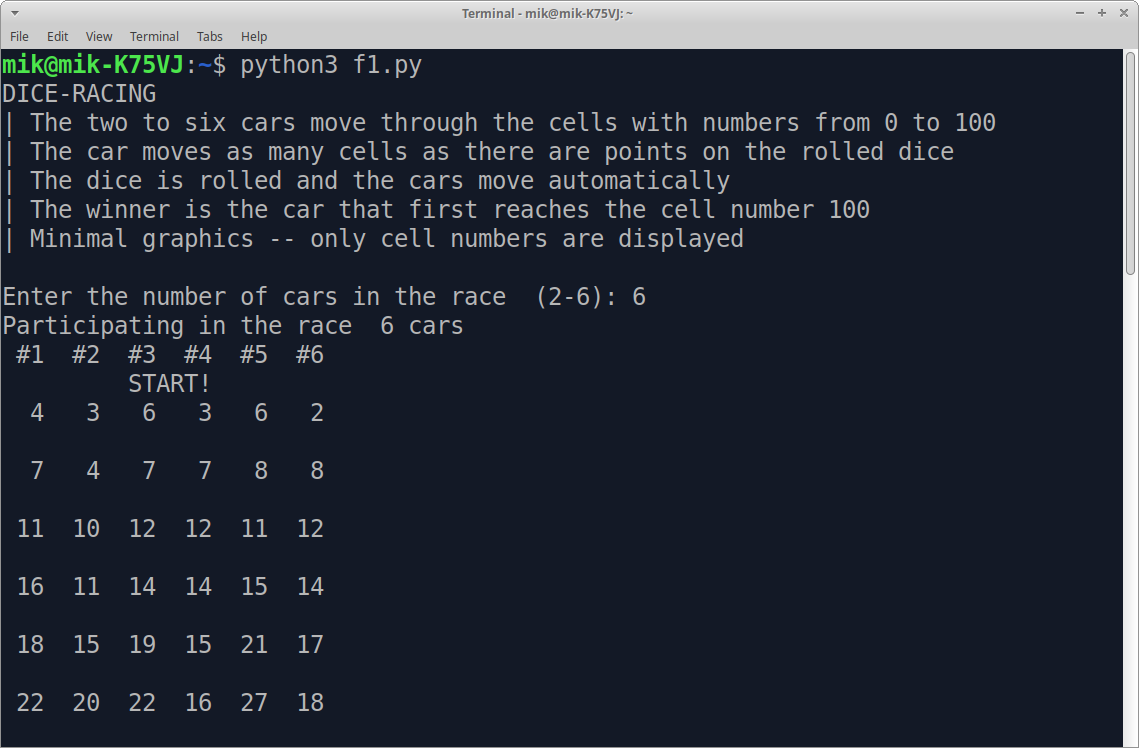 Terminal - mik@mik-K75VJ: ~
File Edit View Terminal Tabs Help
mik@mik-K75VJ:~$ python3 f1.py
DICE-RACING
| The two to six cars move through the cells with numbers from 0 to 100
| The car moves as many cells as there are points on the rolled dice
| The dice is rolled and the cars move automatically
| The winner is the car that first reaches the cell number 100
| Minimal graphics -- only cell numbers are displayed
Enter the number of cars in the race  (2-6): 6
Participating in the race  6 cars
 #1  #2  #3  #4  #5  #6
         START!
  4   3   6   3   6   2
  7   4   7   7   8   8
 11  10  12  12  11  12
 16  11  14  14  15  14
 18  15  19  15  21  17
 22  20  22  16  27  18